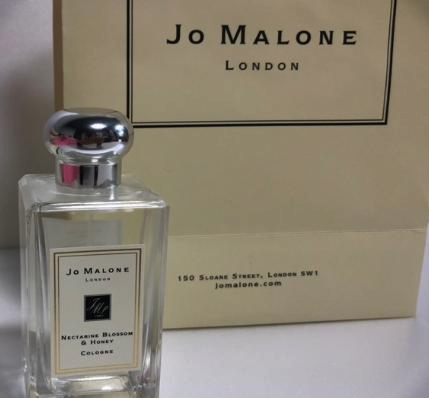 JO MALONE
LONDON
150 SLOANE STREET, LONDON SW1
jomalone.com
JO MALONE
LONDON
NECTARINE BLOSSOM
& HONEY
COLOGNE